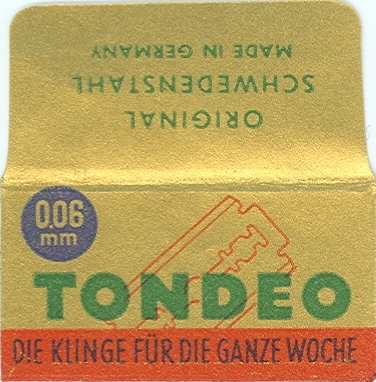 ORIGINAL
SCHWEDENSTAHL
MADE IN GERMANY
0.06
mm
TONDEO
DIE KLINGE FÜR DIE GANZE WOCHE